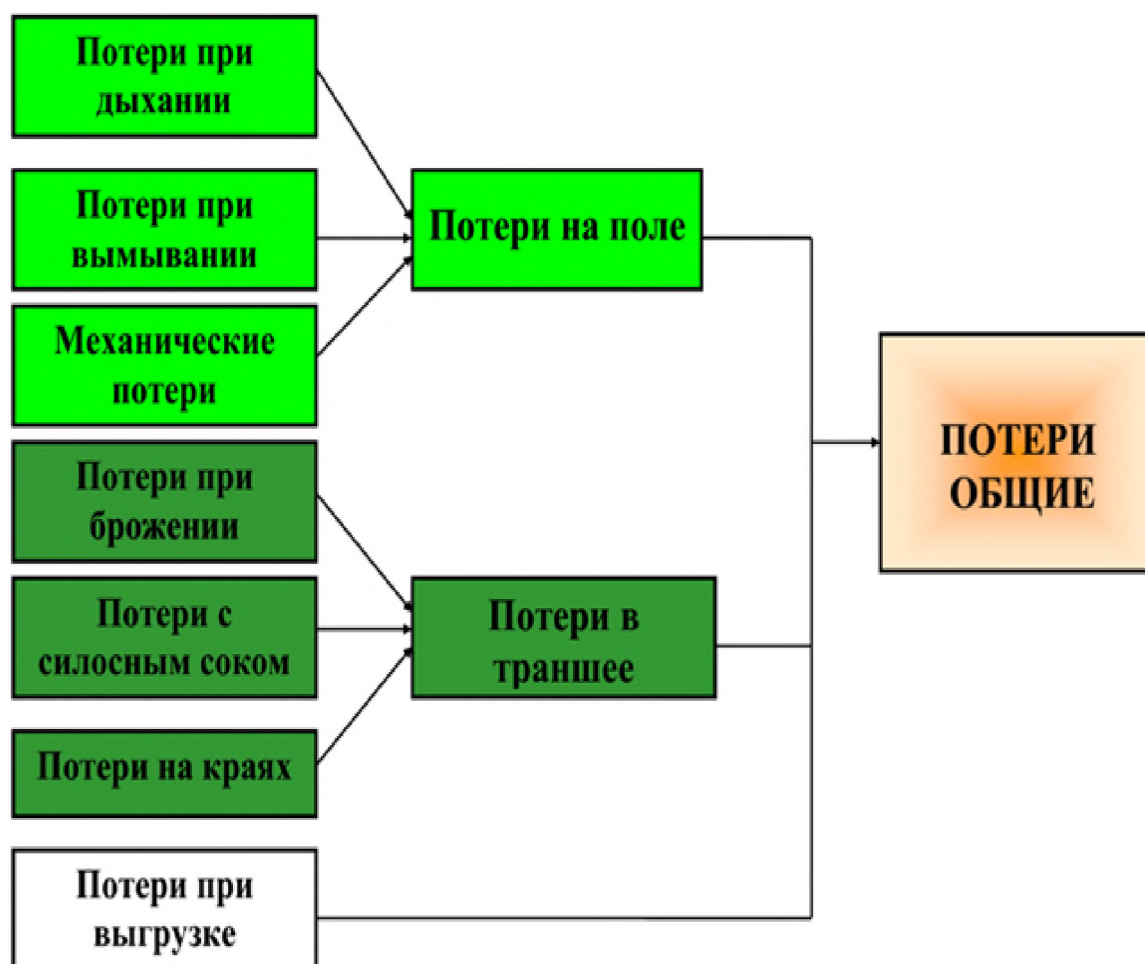 Потери при
дыхании
Потери при
вымывании
Механические
потери
Потери при
брожении
Потери с
силосным соком
Потери на краях
Потери при
выгрузке
Потери на поле
Потери в
траншее
ПОТЕРИ
ОБЩИЕ